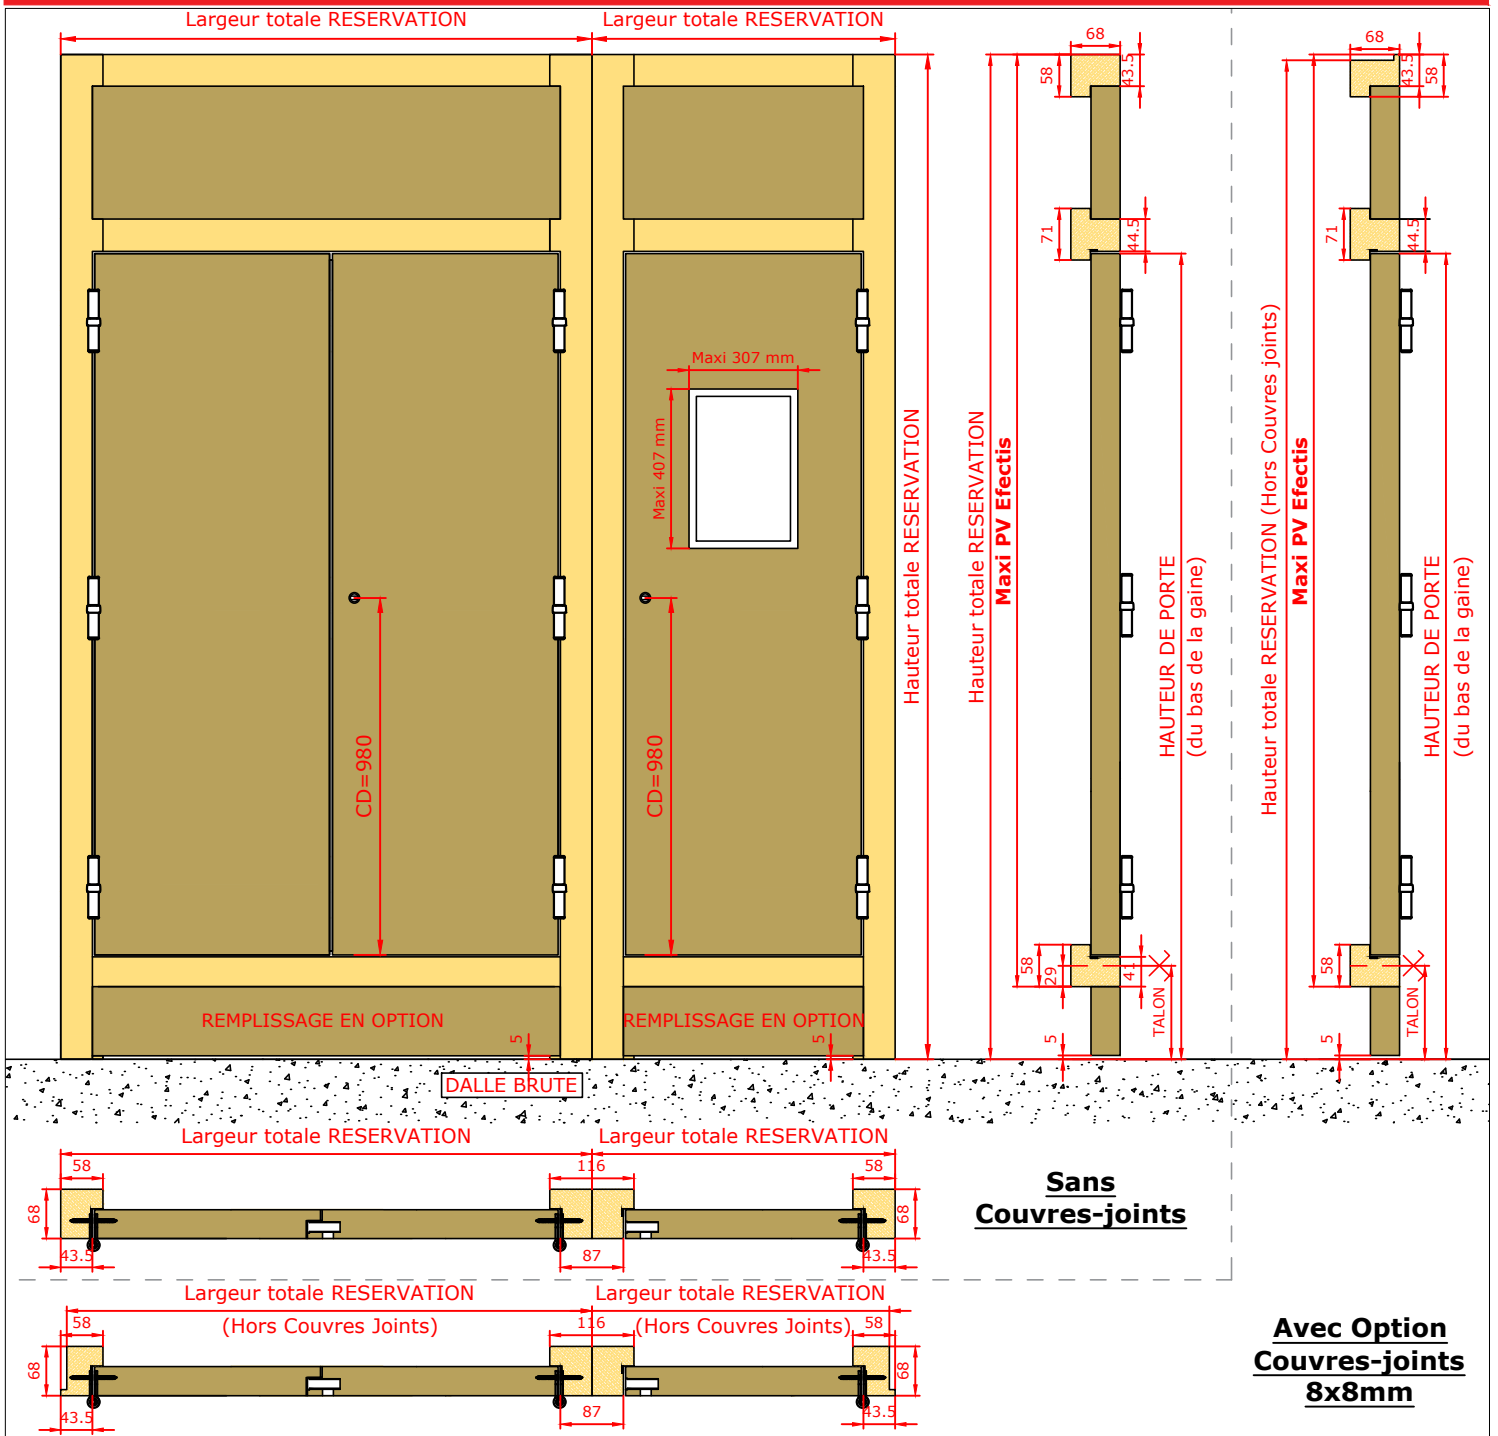 Largeur totale RESERVATION
Largeur totale RESERVATION
68
58
43.5
68
43.5
58
71
44.5
71
44.5
Maxi 307 mm
Maxi 407 mm
CD=980
CD=980
Hauteur totale RESERVATION
Hauteur totale RESERVATION
Maxi PV Efectis
HAUTEUR DE PORTE
(du bas de la gaine)
Hauteur totale RESERVATION (Hors Couvres joints)
Maxi PV Efectis
HAUTEUR DE PORTE
(du bas de la gaine)
58
29
41
TALON
5
58
TALON
5
REMPLISSAGE EN OPTION
5
REMPLISSAGE EN OPTION
5
DALLE BRUTE
Largeur totale RESERVATION
Largeur totale RESERVATION
58
116
58
68
68
43.5
87
43.5
Sans
Couvres-joints
Largeur totale RESERVATION
Largeur totale RESERVATION
(Hors Couvres Joints)
(Hors Couvres Joints)
58
116
58
68
68
43.5
87
43.5
Avec Option
Couvres-joints
8x8mm